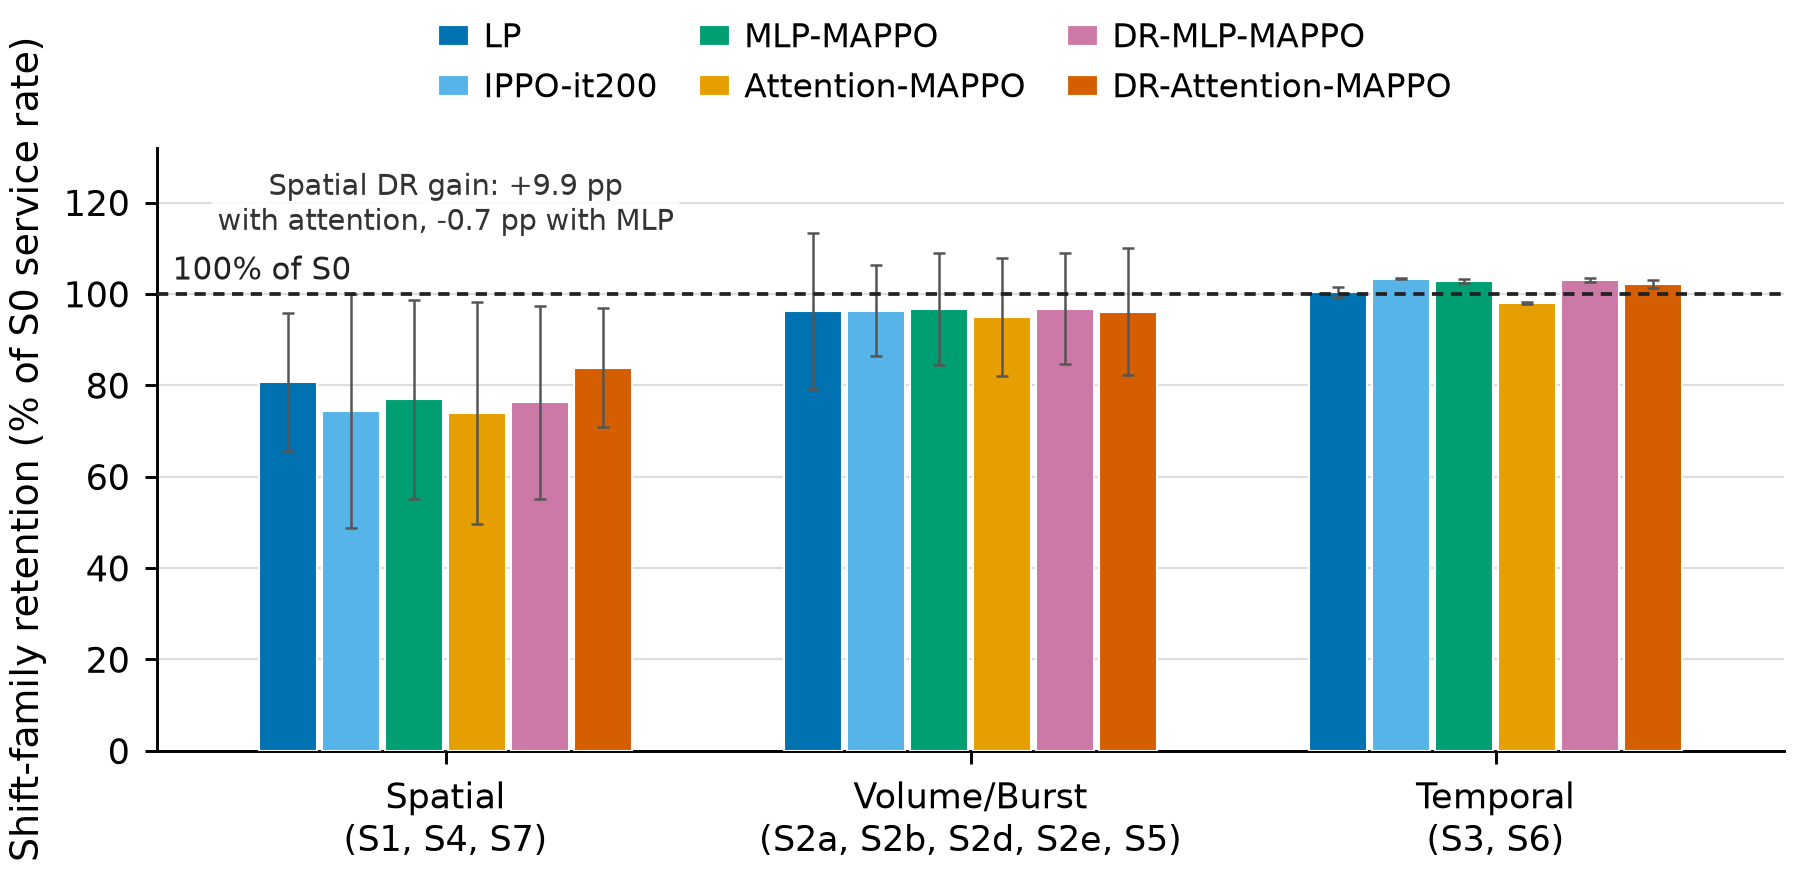 LP
MLP-MAPPO
DR-MLP-MAPPO
IPPO-it200
Attention-MAPPO
DR-Attention-MAPPO
Shift-family retention (% of S0 service rate)
Spatial DR gain: +9.9 pp
with attention, -0.7 pp with MLP
100% of S0
120
100
80
60
40
20
0
Spatial
(S1, S4, S7)
Volume/Burst
(S2a, S2b, S2d, S2e, S5)
Temporal
(S3, S6)